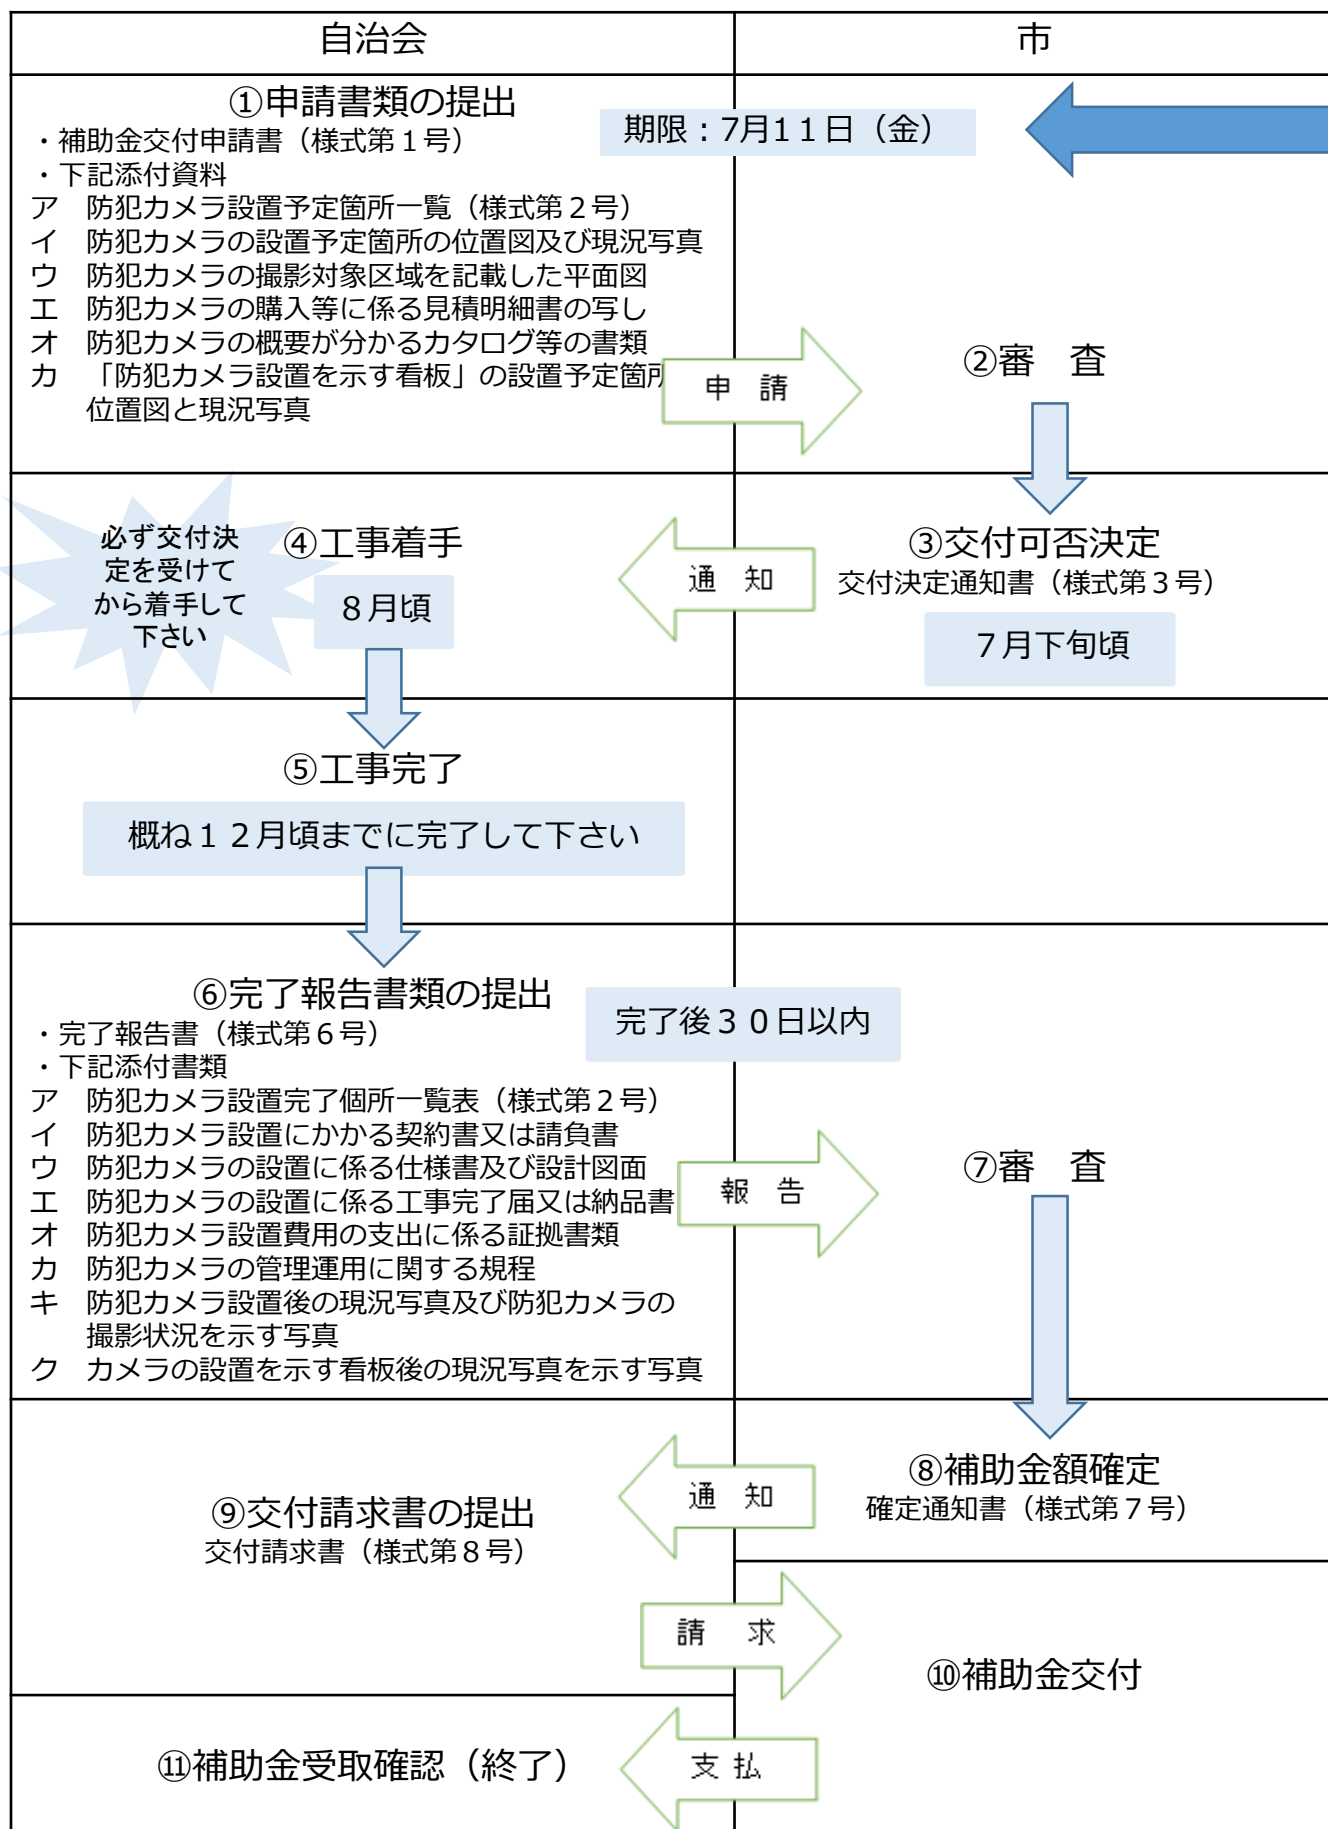 自治会
市
①申請書類の提出
期限：7月11日（金）
・補助金交付申請書（様式第１号）
・下記添付資料
ア　防犯カメラ設置予定箇所一覧（様式第２号）
イ　防犯カメラの設置予定箇所の位置図及び現況写真
ウ　防犯カメラの撮影対象区域を記載した平面図
エ　防犯カメラの購入等に係る見積明細書の写し
オ　防犯カメラの概要が分かるカタログ等の書類
カ　「防犯カメラ設置を示す看板」の設置予定箇所
位置図と現況写真
申　請
②審　査
必ず交付決
定を受けて
から着手して
下さい
④工事着手
８月頃
通　知
③交付可否決定
交付決定通知書（様式第３号）
７月下旬頃
⑤工事完了
概ね１２月頃までに完了して下さい
⑥完了報告書類の提出
完了後３０日以内
・完了報告書（様式第６号）
・下記添付書類
ア　防犯カメラ設置完了個所一覧表（様式第２号）
イ　防犯カメラ設置にかかる契約書又は請負書
ウ　防犯カメラの設置に係る仕様書及び設計図面
エ　防犯カメラの設置に係る工事完了届又は納品書
オ　防犯カメラ設置費用の支出に係る証拠書類
カ　防犯カメラの管理運用に関する規程
キ　防犯カメラ設置後の現況写真及び防犯カメラの
撮影状況を示す写真
ク　カメラの設置を示す看板後の現況写真を示す写真
報　告
⑦審　査
⑧補助金額確定
確定通知書（様式第７号）
通　知
⑨交付請求書の提出
交付請求書（様式第８号）
請　求
⑩補助金交付
⑪補助金受取確認（終了）
支 払